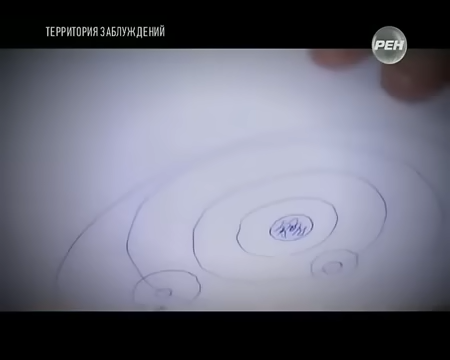 ТЕРРИТОРИЯ ЗАБЛУЖДЕНИЙ
РЕН